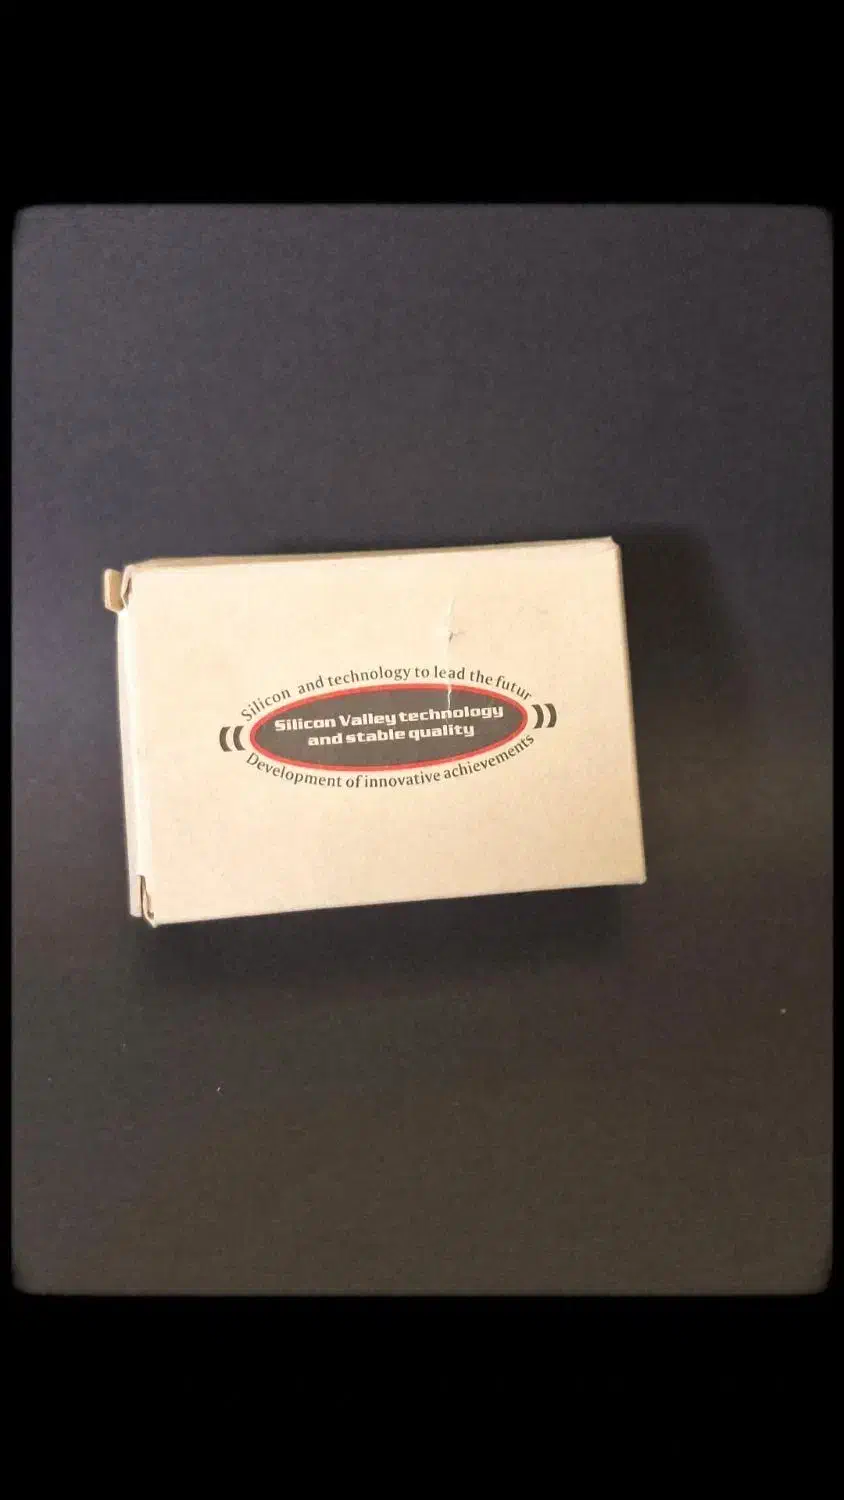 Silicon and technology to lead the futur
Silicon Valley technology
and stable quality
Development of innovative achievements